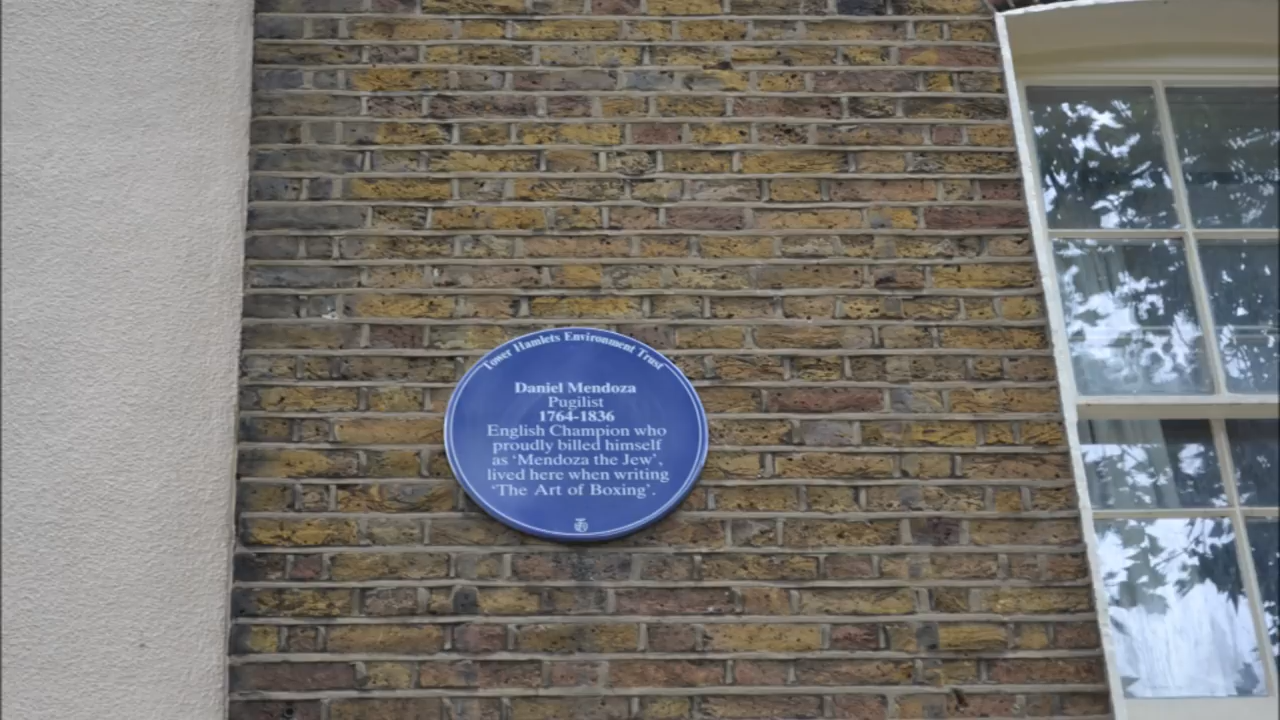 Tower Hamlets Environment Trust
Daniel Mendoza
Pugilist
1764-1836
English Champion who
proudly billed himself
as 'Mendoza the Jew',
lived here when writing
'The Art of Boxing'.